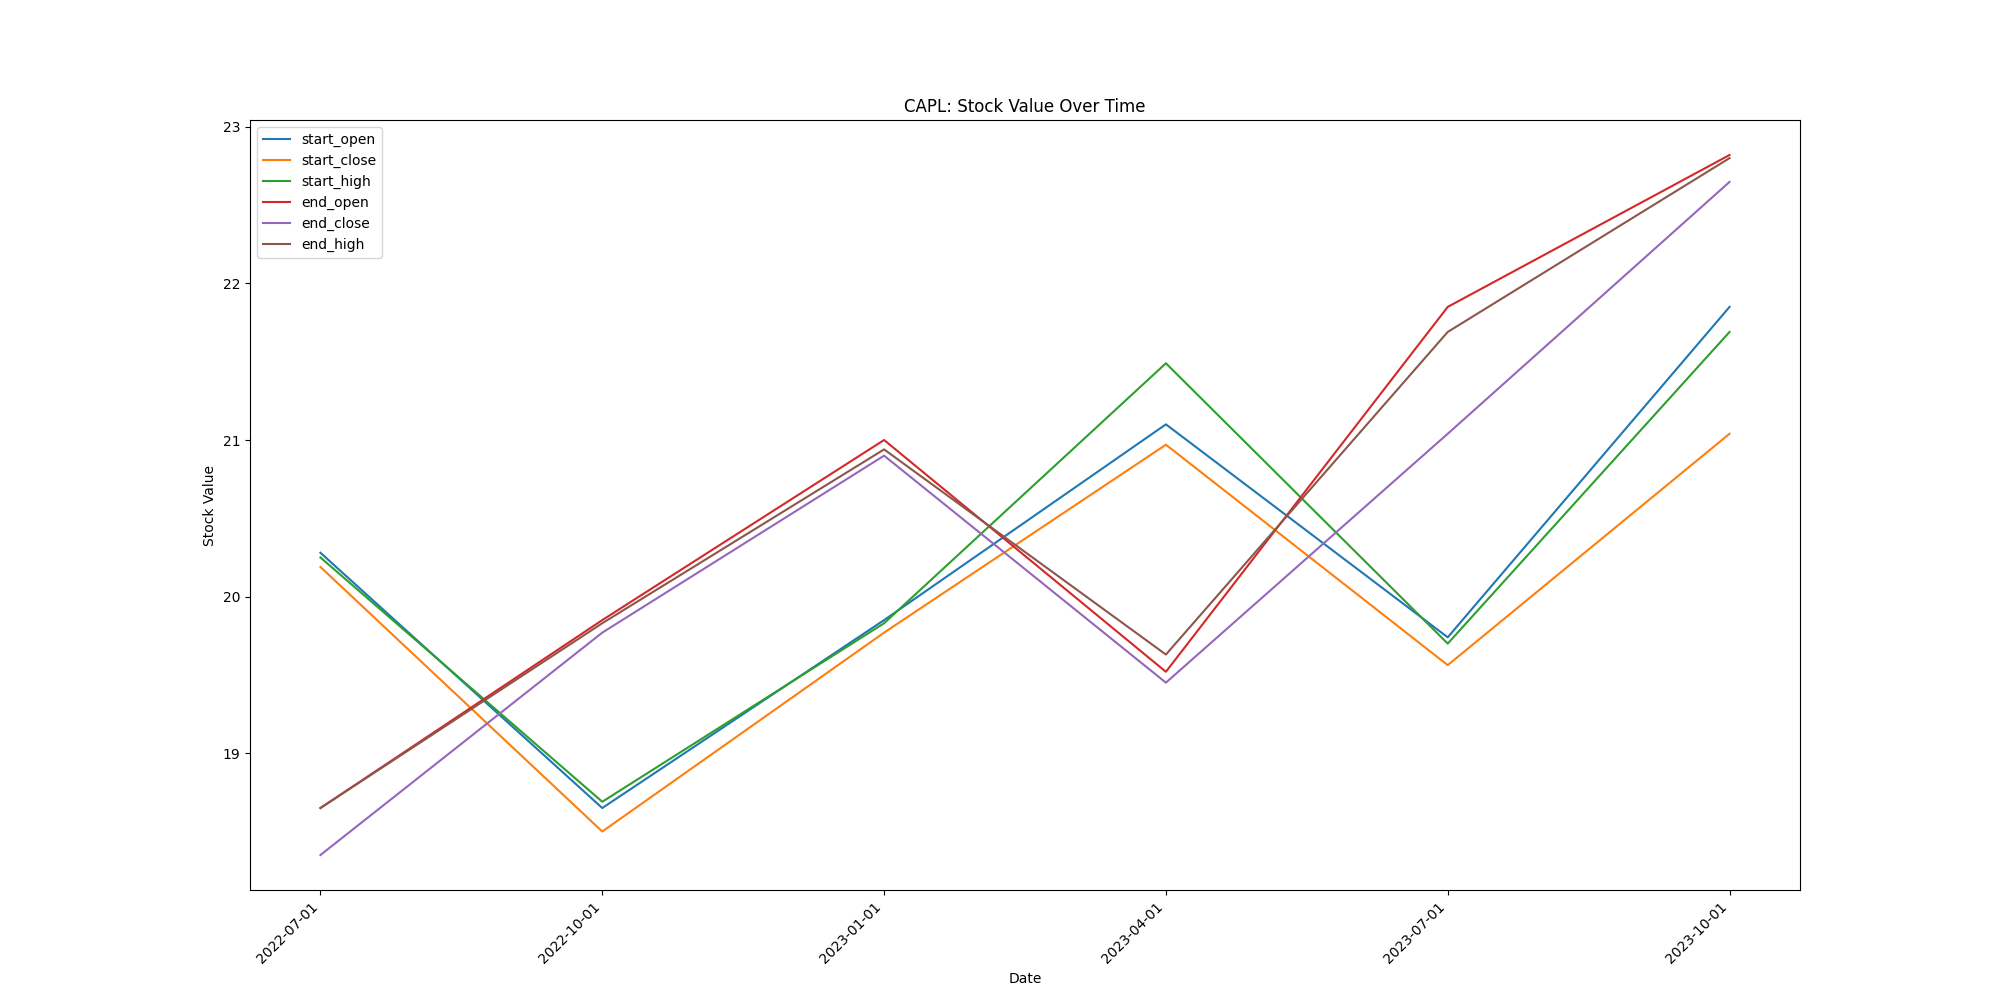 CAPL: Stock Value Over Time
23
22
21
20
19
Stock Value
start_open
start_close
start_high
end_open
end_close
end_high
2022-07-01
2022-10-01
2023-01-01
2023-04-01
2023-07-01
2023-10-01
Date